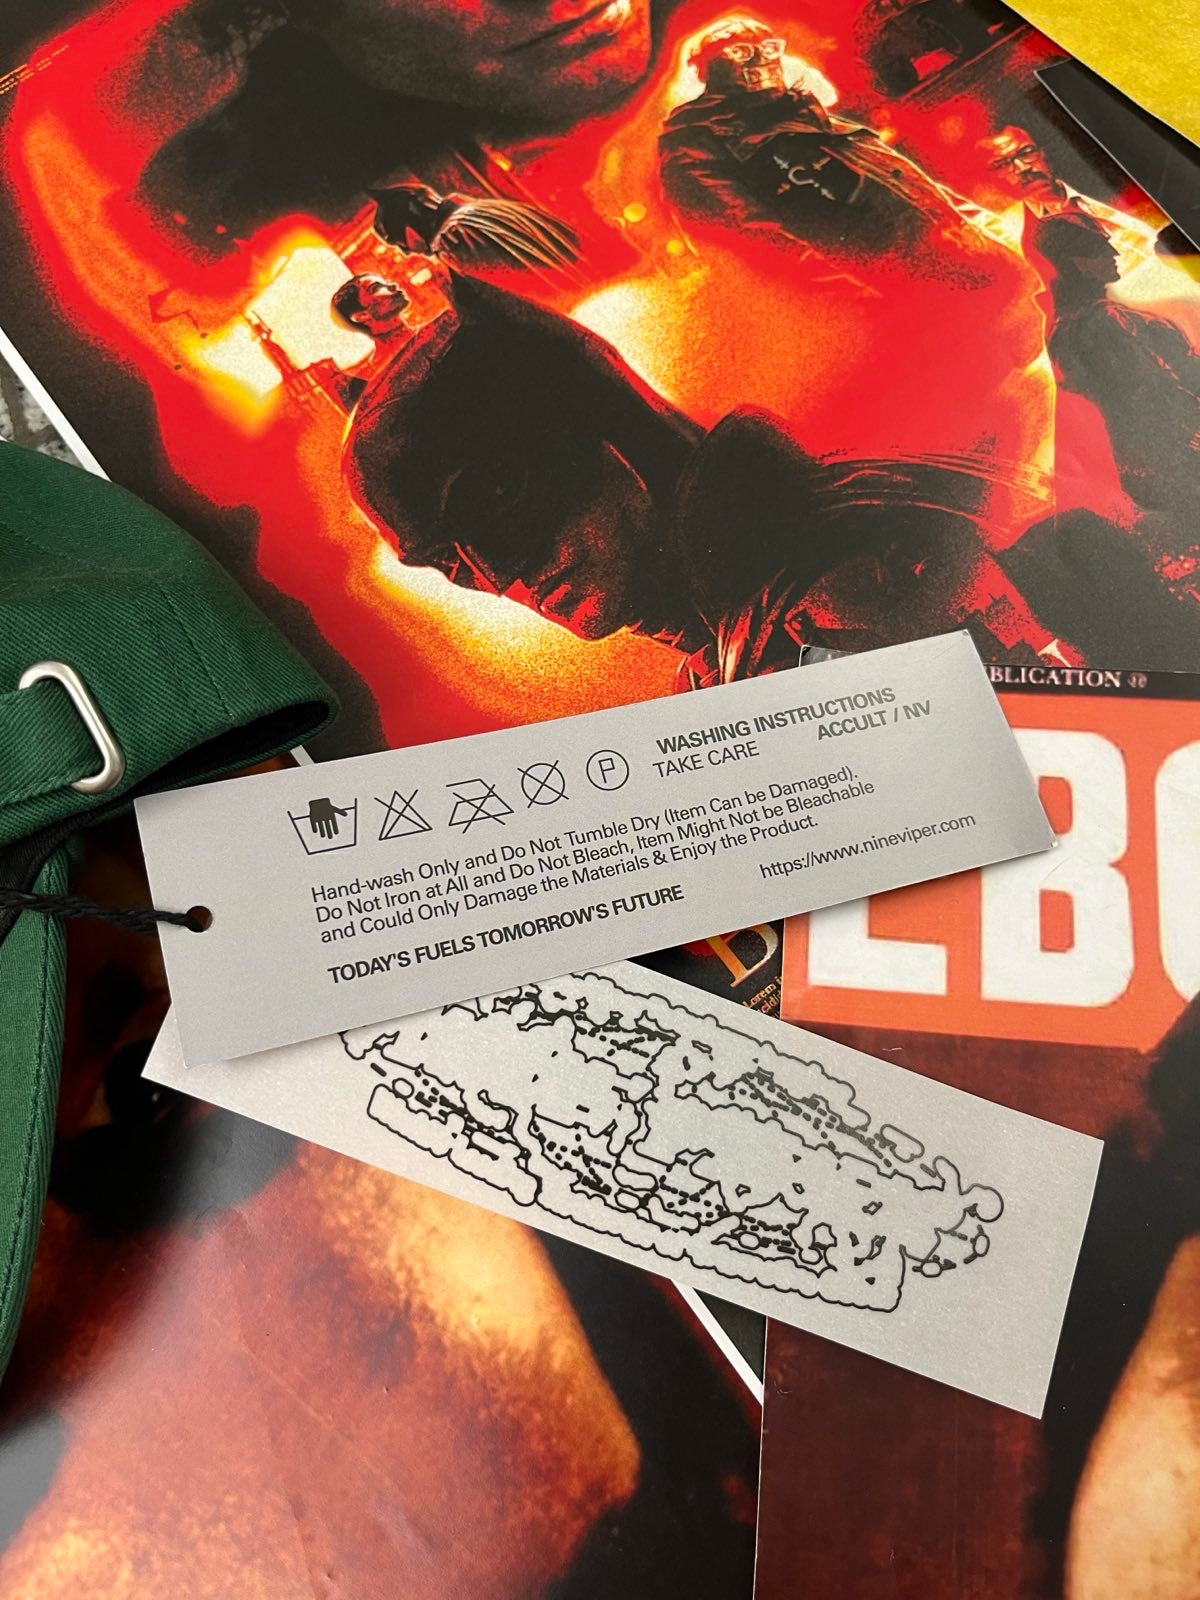 BLICATION
WASHING INSTRUCTIONS
ACCULT / NV
TAKE CARE
P
Hand-wash Only and Do Not Tumble Dry (Item Can be Damaged).
Do Not Iron at All and Do Not Bleach, Item Might Not be Bleachable
and Could Only Damage the Materials & Enjoy the Product.
https://www.nineviper.com
TODAY'S FUELS TOMORROW'S FUTURE
Lorem